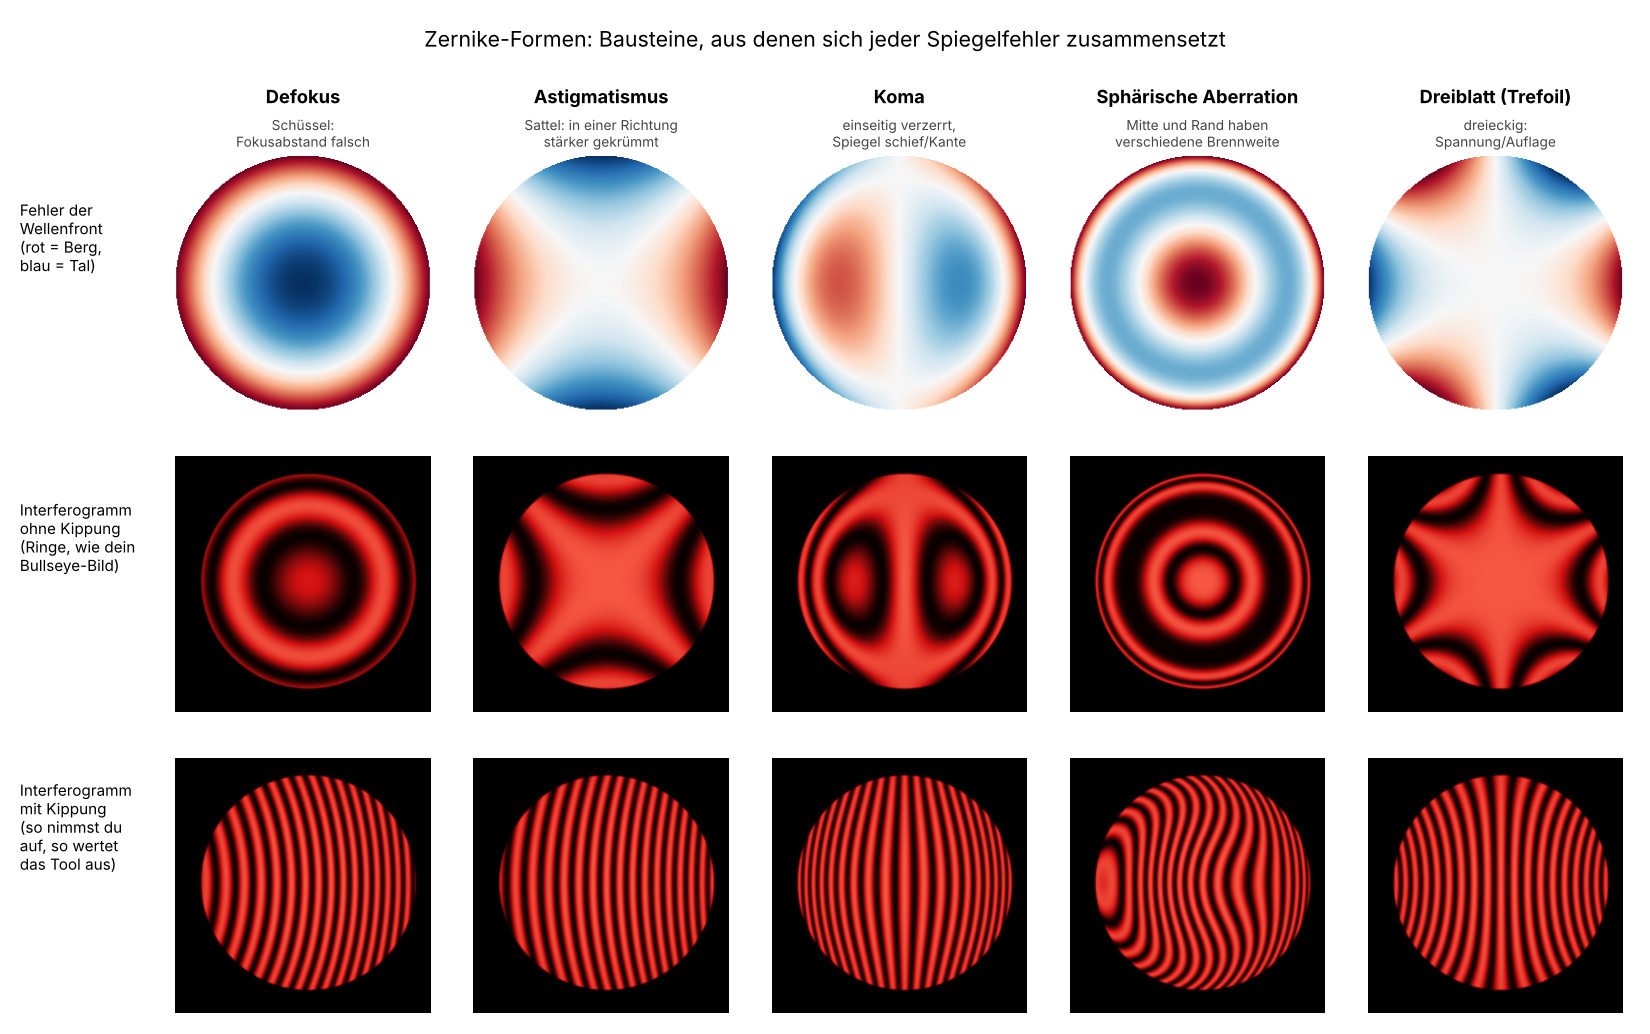 Zernike-Formen: Bausteine, aus denen sich jeder Spiegelfehler zusammensetzt
Defokus
Schüssel:
Fokusabstand falsch
Astigmatismus
Sattel: in einer Richtung
stärker gekrümmt
Koma
einseitig verzerrt,
Spiegel schief/Kante
Sphärische Aberration
Mitte und Rand haben
verschiedene Brennweite
Dreiblatt (Trefoil)
dreieckig:
Spannung/Auflage
Fehler der
Wellenfront
(rot = Berg,
blau = Tal)
Interferogramm
ohne Kippung
(Ringe, wie dein
Bullseye-Bild)
Interferogramm
mit Kippung
(so nimmst du
auf, so wertet
das Tool aus)